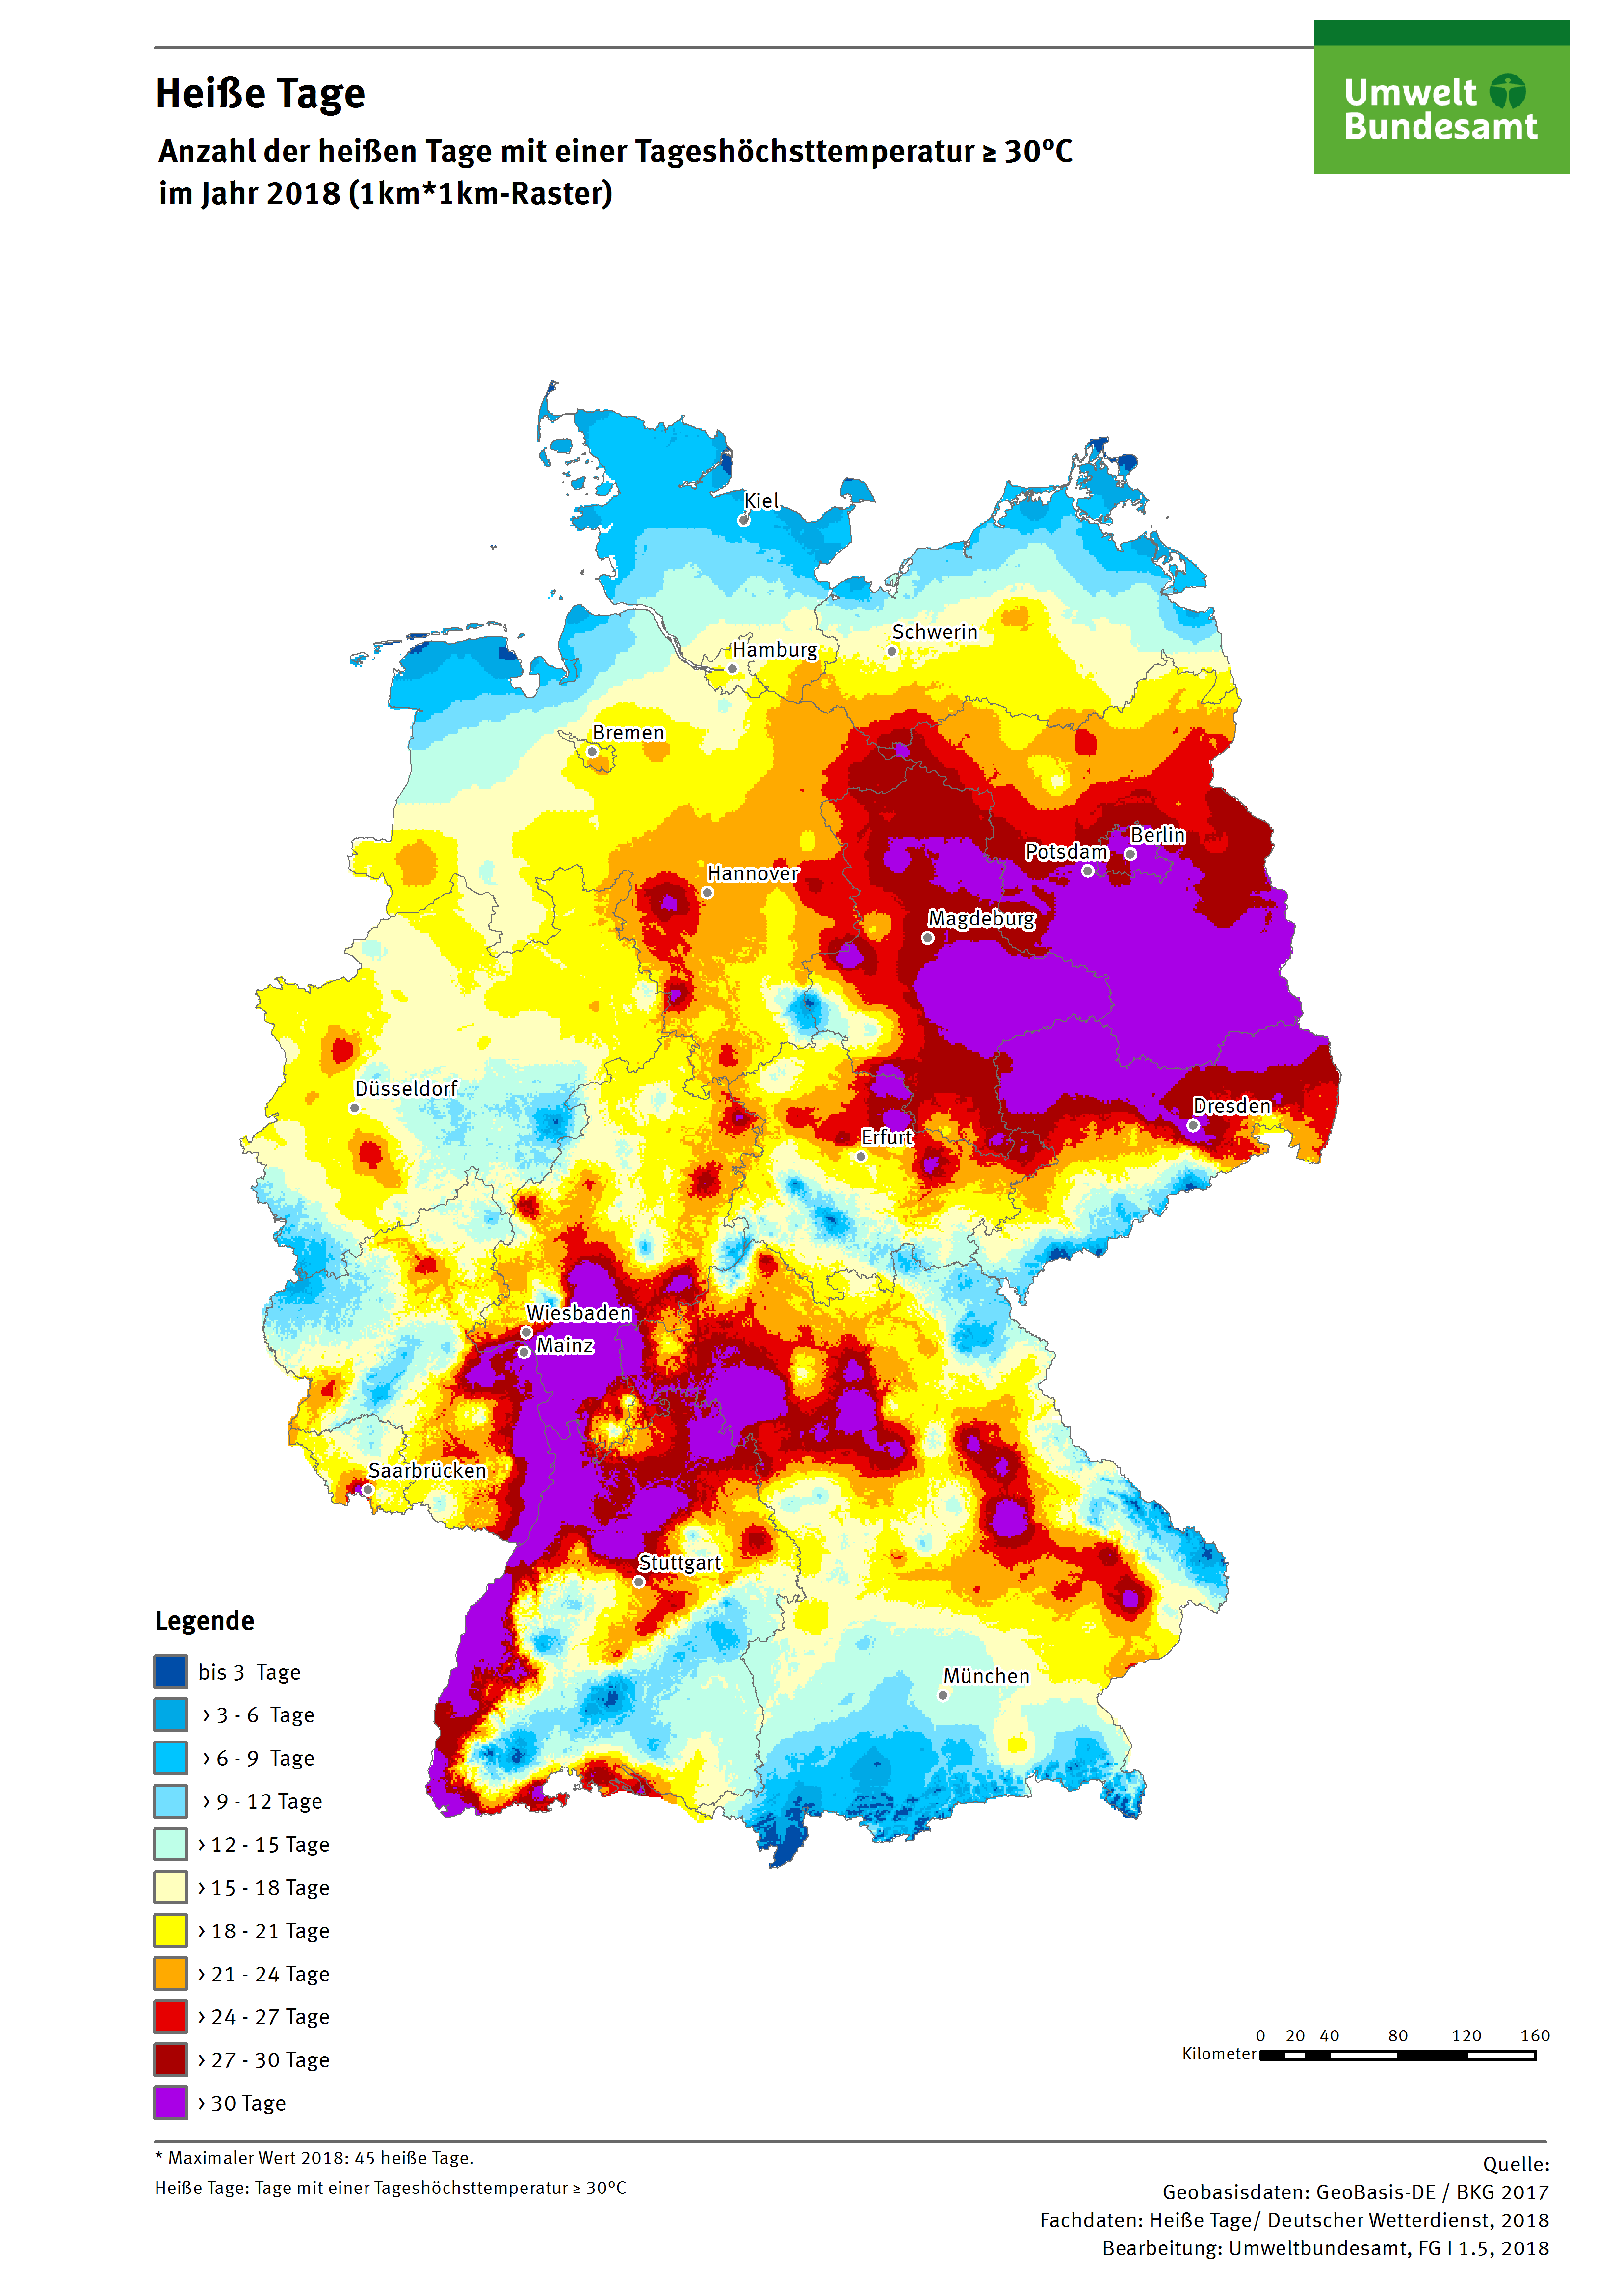 Heiße Tage
Anzahl der heißen Tage mit einer Tageshöchsttemperatur ≥ 30°C
im Jahr 2018 (1km*1km-Raster)
Umwelt
Bundesamt
Kiel
Schwerin
Hamburg
Bremen
Berlin
Potsdam
Hannover
Magdeburg
Düsseldorf
Dresden
Erfurt
Wiesbaden
Mainz
Saarbrücken
Stuttgart
München
Legende
bis 3 Tage
> 3 - 6 Tage
> 6 - 9 Tage
> 9 - 12 Tage
> 12 - 15 Tage
> 15 - 18 Tage
> 18 - 21 Tage
> 21 - 24 Tage
> 24 - 27 Tage
> 27 - 30 Tage
> 30 Tage
0 20 40 80 120 160
Kilometer
* Maximaler Wert 2018: 45 heiße Tage.
Heiße Tage: Tage mit einer Tageshöchsttemperatur ≥ 30°C
Quelle:
Geobasisdaten: GeoBasis-DE / BKG 2017
Fachdaten: Heiße Tage/ Deutscher Wetterdienst, 2018
Bearbeitung: Umweltbundesamt, FG I 1.5, 2018